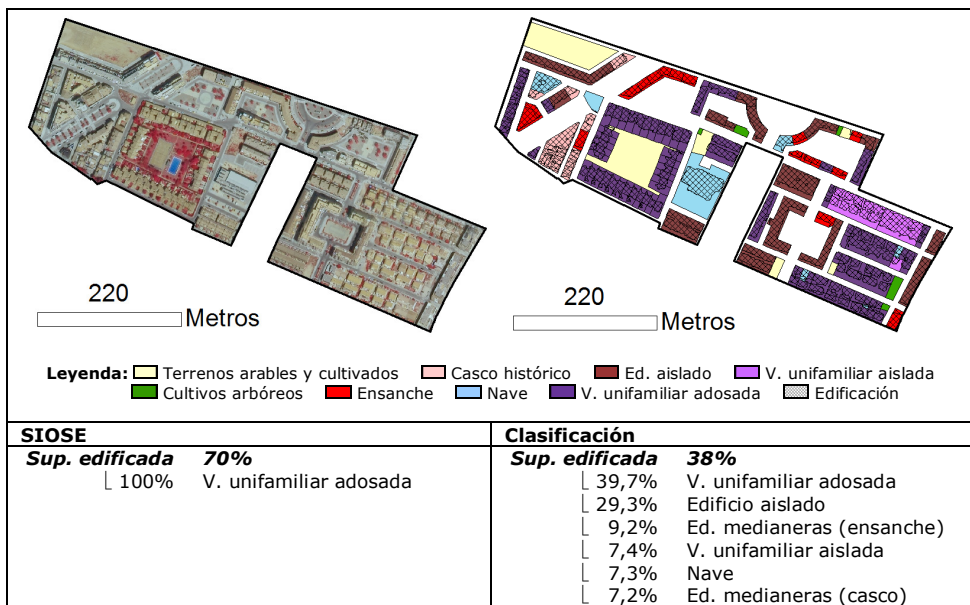 220
Metros
220
Metros
Leyenda: Terrenos arables y cultivados Casco histórico Ed. aislado V. unifamiliar aislada
Cultivos arbóreos Ensanche Nave V. unifamiliar adosada Edificación
SIOSE
Sup. edificada 70%
100% V. unifamiliar adosada
Clasificación
Sup. edificada 38%
39,7% V. unifamiliar adosada
29,3% Edificio aislado
9,2% Ed. medianeras (ensanche)
7,4% V. unifamiliar aislada
7,3% Nave
7,2% Ed. medianeras (casco)